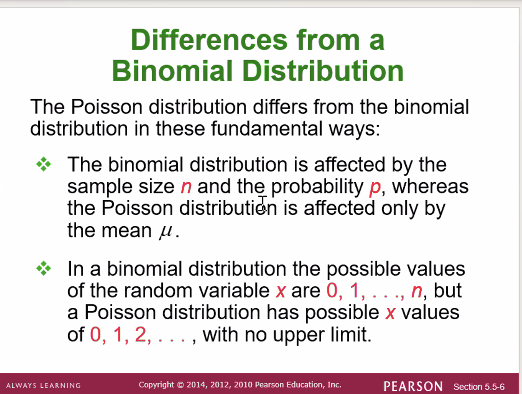 Differences from a
Binomial Distribution
The Poisson distribution differs from the binomial
distribution in these fundamental ways:
❖ The binomial distribution is affected by the
sample size n and the probability p, whereas
the Poisson distribution is affected only by
the mean μ.
❖ In a binomial distribution the possible values
of the random variable x are 0, 1, . . ., n, but
a Poisson distribution has possible x values
of 0, 1, 2, . . . , with no upper limit.
ALWAYS LEARNING Copyright © 2014, 2012, 2010 Pearson Education, Inc. PEARSON Section 5.5-6